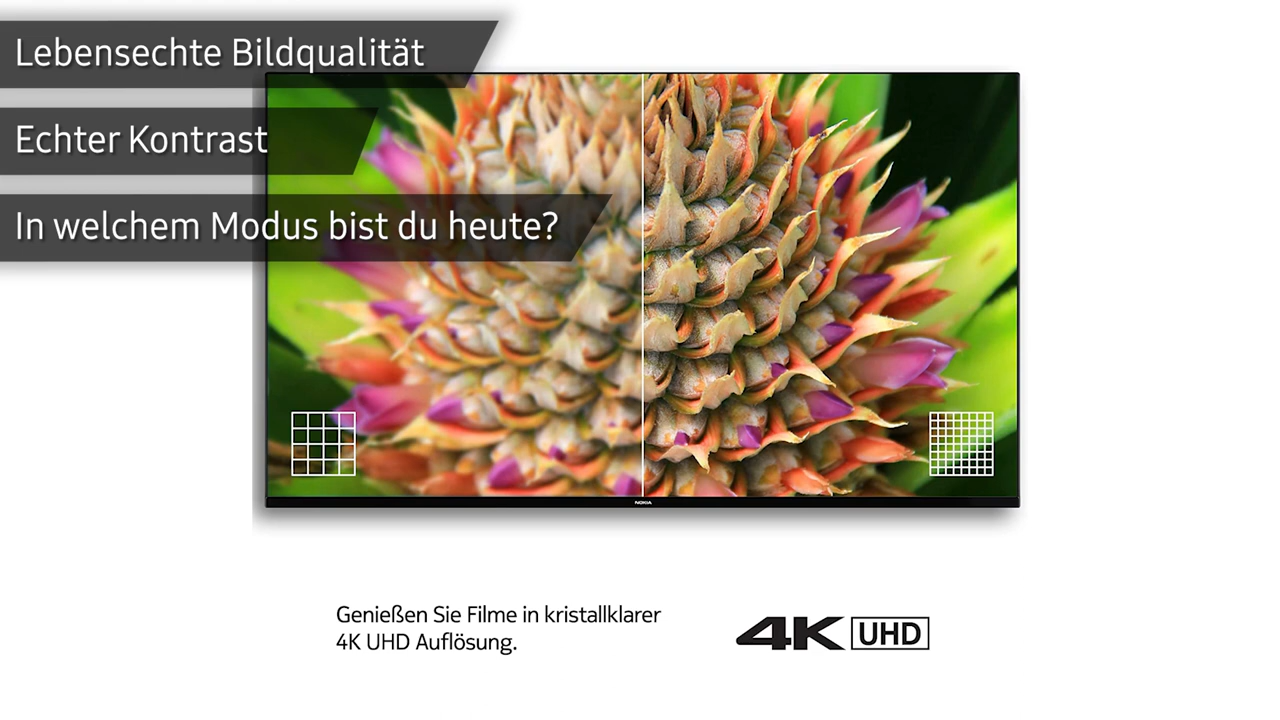 Lebensechte Bildqualität
Echter Kontrast
In welchem Modus bist du heute?
NOKIA
Genießen Sie Filme in kristallklarer
4K UHD Auflösung.
4K UHD